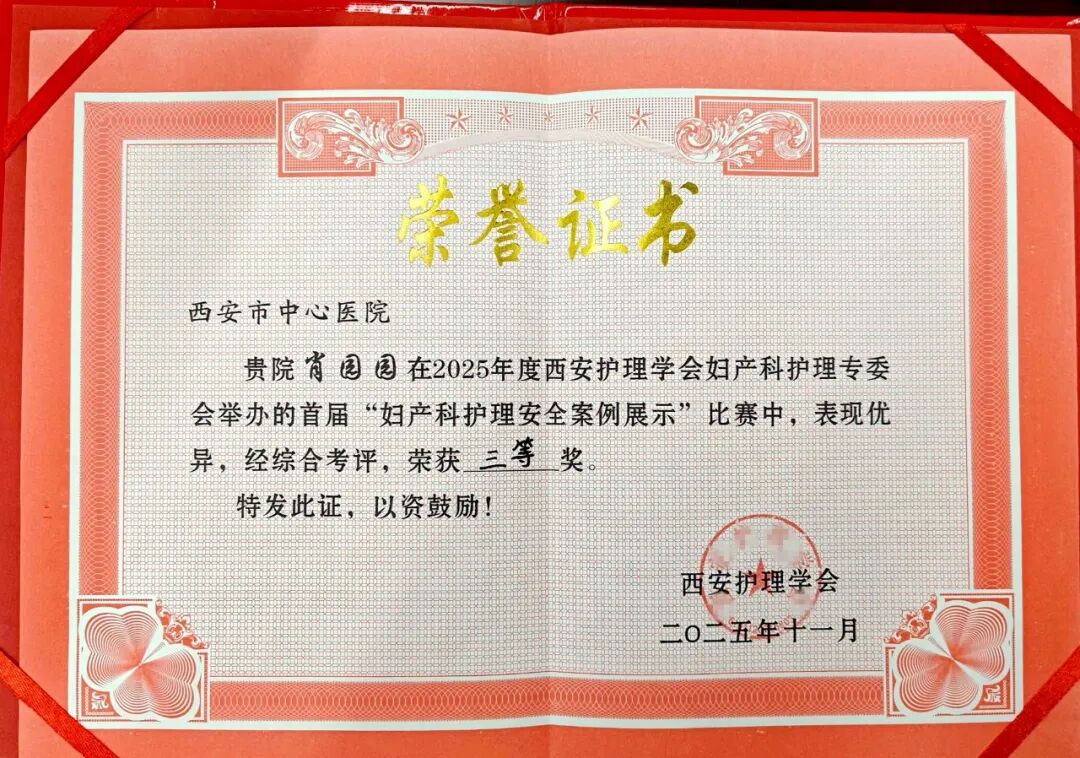 荣誉证书
西安市中心医院
贵院肖园园在2025年度西安护理学会妇产科护理专委
会举办的首届“妇产科护理安全案例展示”比赛中，表现优
异，经综合考评，荣获三等奖。
特发此证，以资鼓励！
西安护理学会
二〇二五年十一月